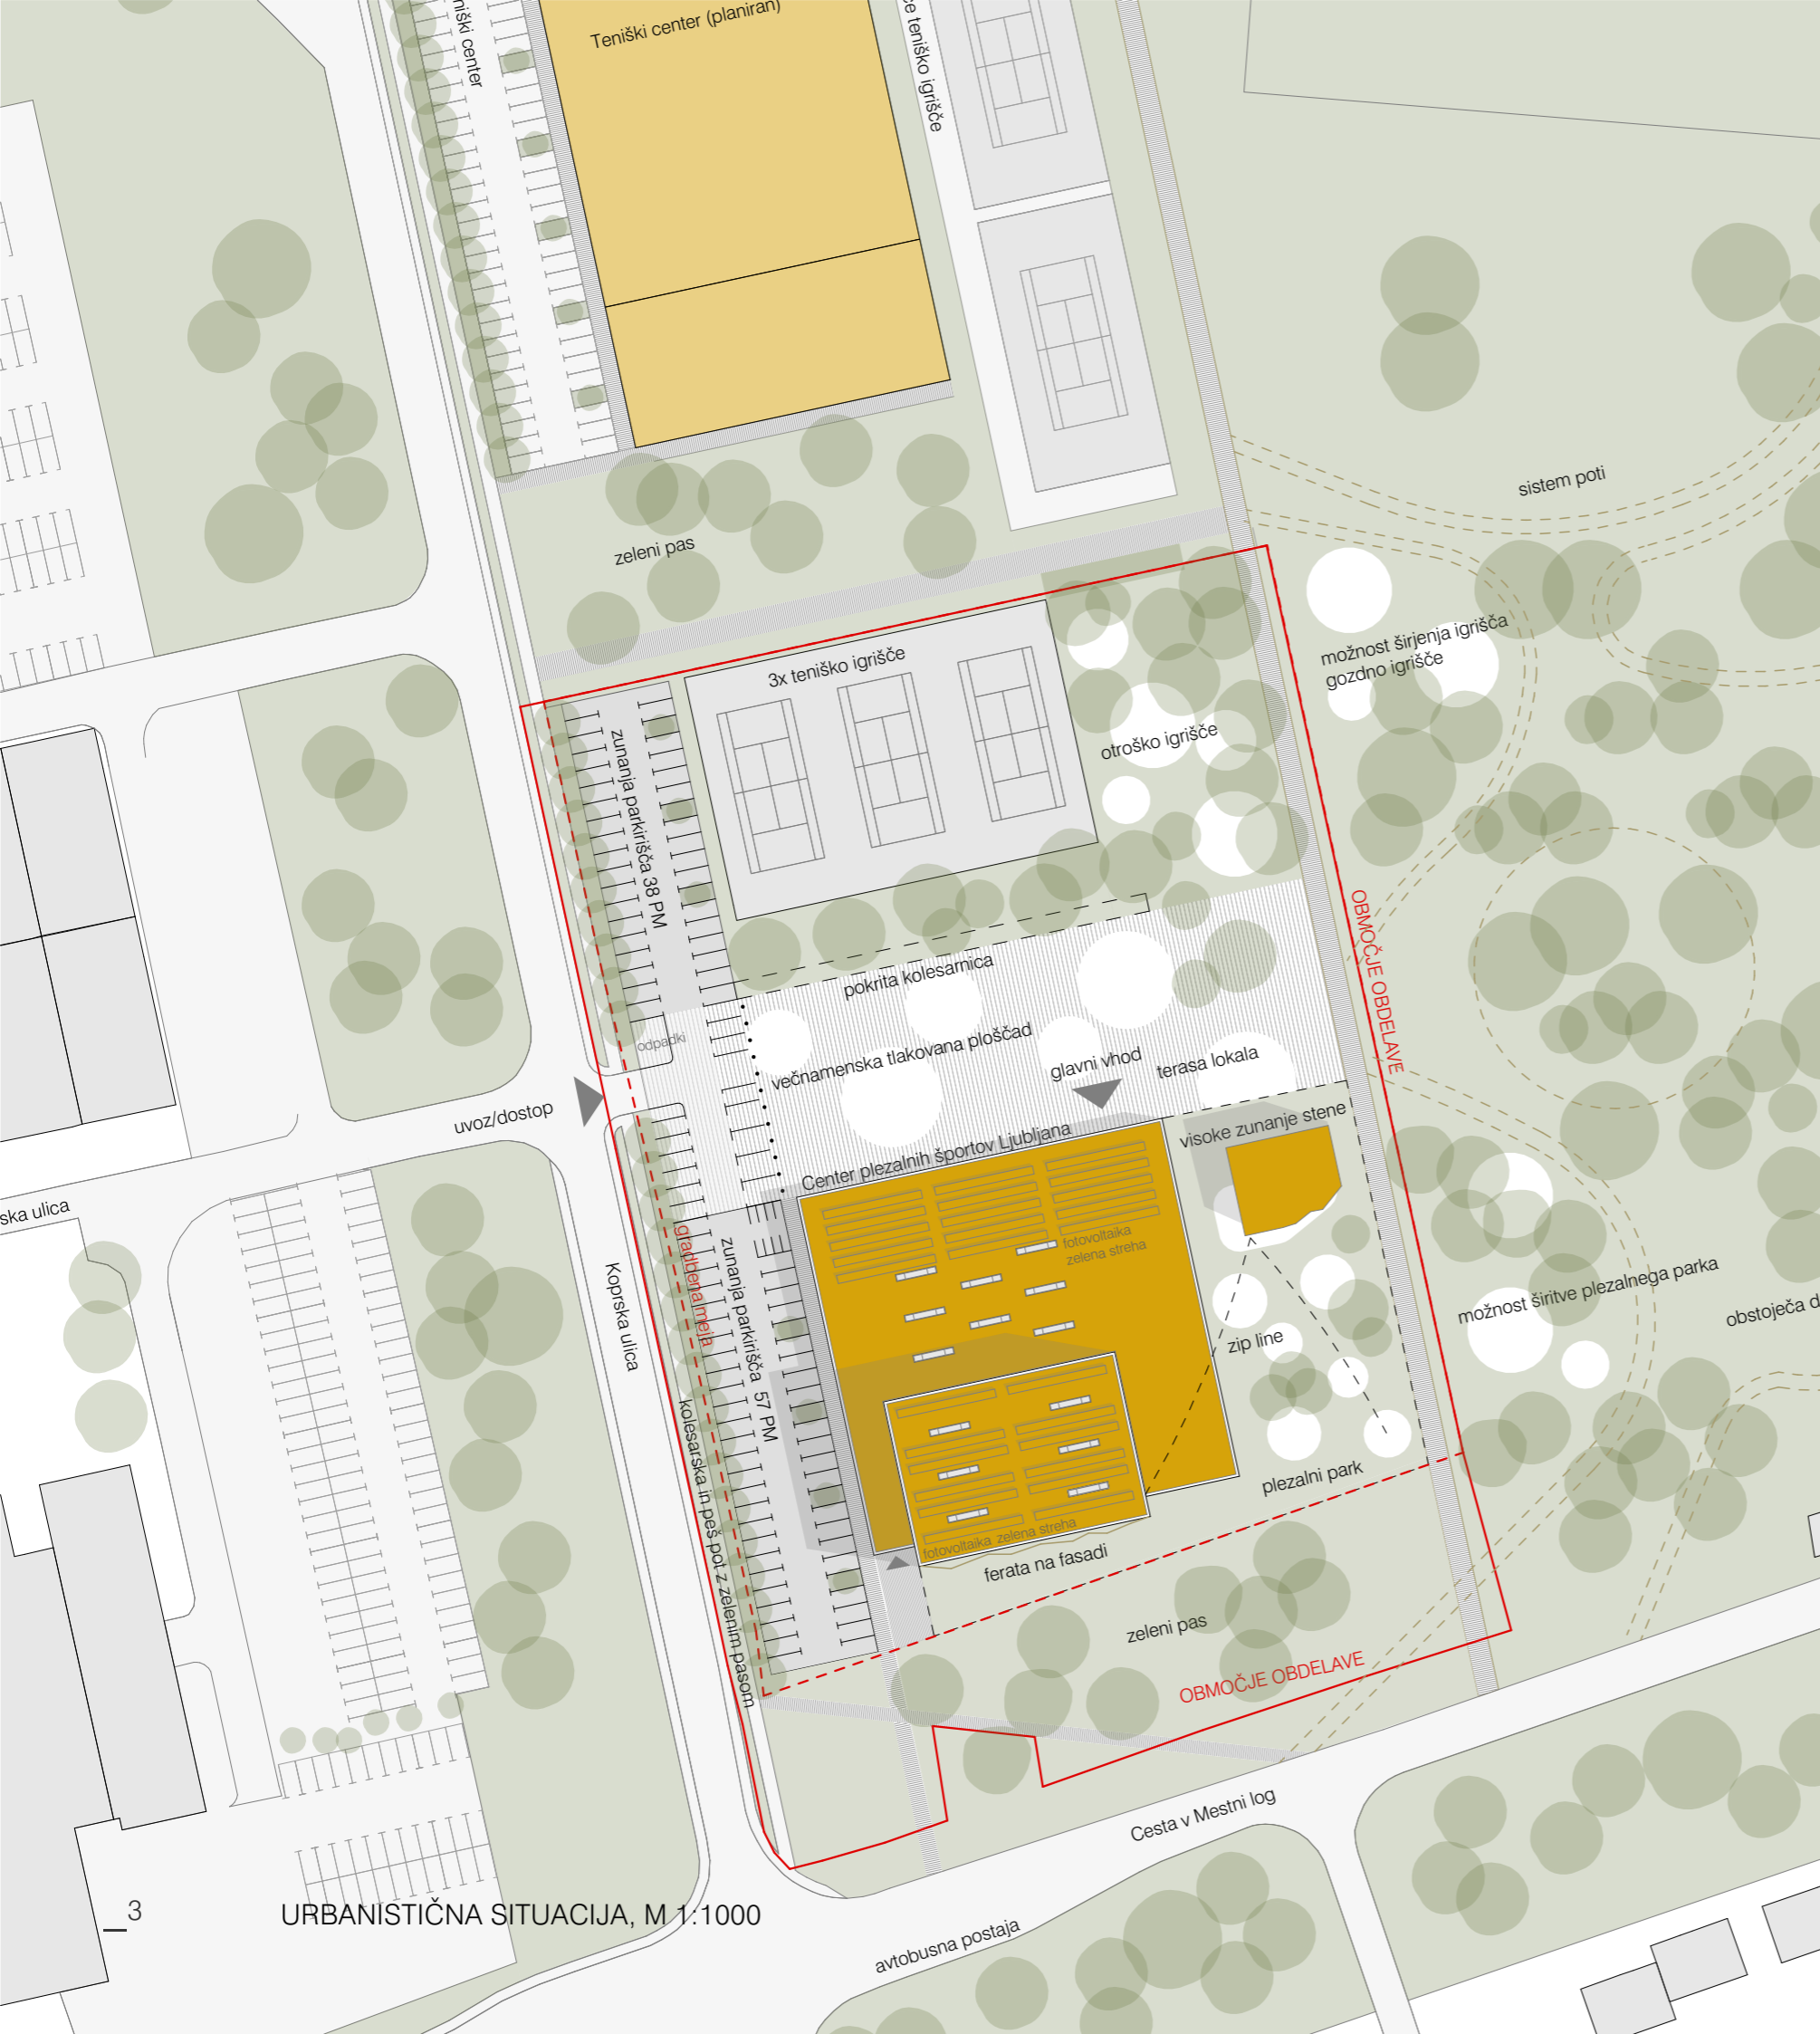 niški center
Teniški center (planiran)
ce teniško igrišče
sistem poti
zeleni pas
možnost širjenja igrišča
gozdno igrišče
3x teniško igrišče
otroško igrišče
zunanja parkirišča 38 PM
OBMOČJE OBDELAVE
pokrita kolesarnica
odpadki
večnamenska tlakovana ploščad
glavni vhod
terasa lokala
uvoz/dostop
visoke zunanje stene
Center plezalnih športov Ljubljana
ska ulica
fotovoltaika
zelena streha
gradbena meja
zunanja parkirišča 57 PM
Koprska ulica
možnost širitve plezalnega parka
obstoječa d
zip line
kolesarska in peš pot z zelenim pasom
plezalni park
fotovoltaika zelena streha
ferata na fasadi
zeleni pas
OBMOČJE OBDELAVE
Cesta v Mestni log
_3
URBANISTIČNA SITUACIJA, M 1:1000
avtobusna postaja